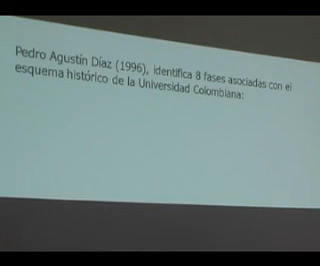 Pedro Agustín Díaz (1996), identifica 8 fases asociadas con el
esquema histórico de la Universidad Colombiana: